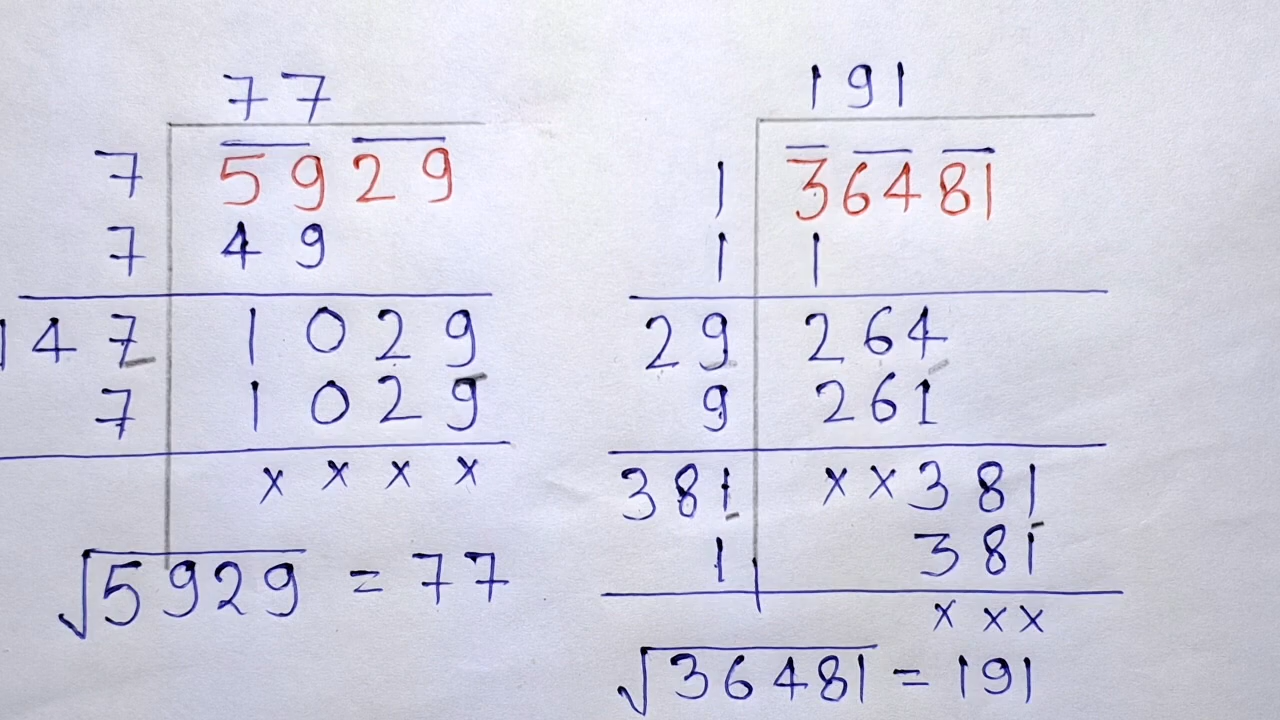 77
7 5929
7 49
147 1029
7 1029
x x x x
√5929 = 77
191
1 36481
1 1
29 264
9 261
381 x x 381
1 381
x x x
√36481 = 191